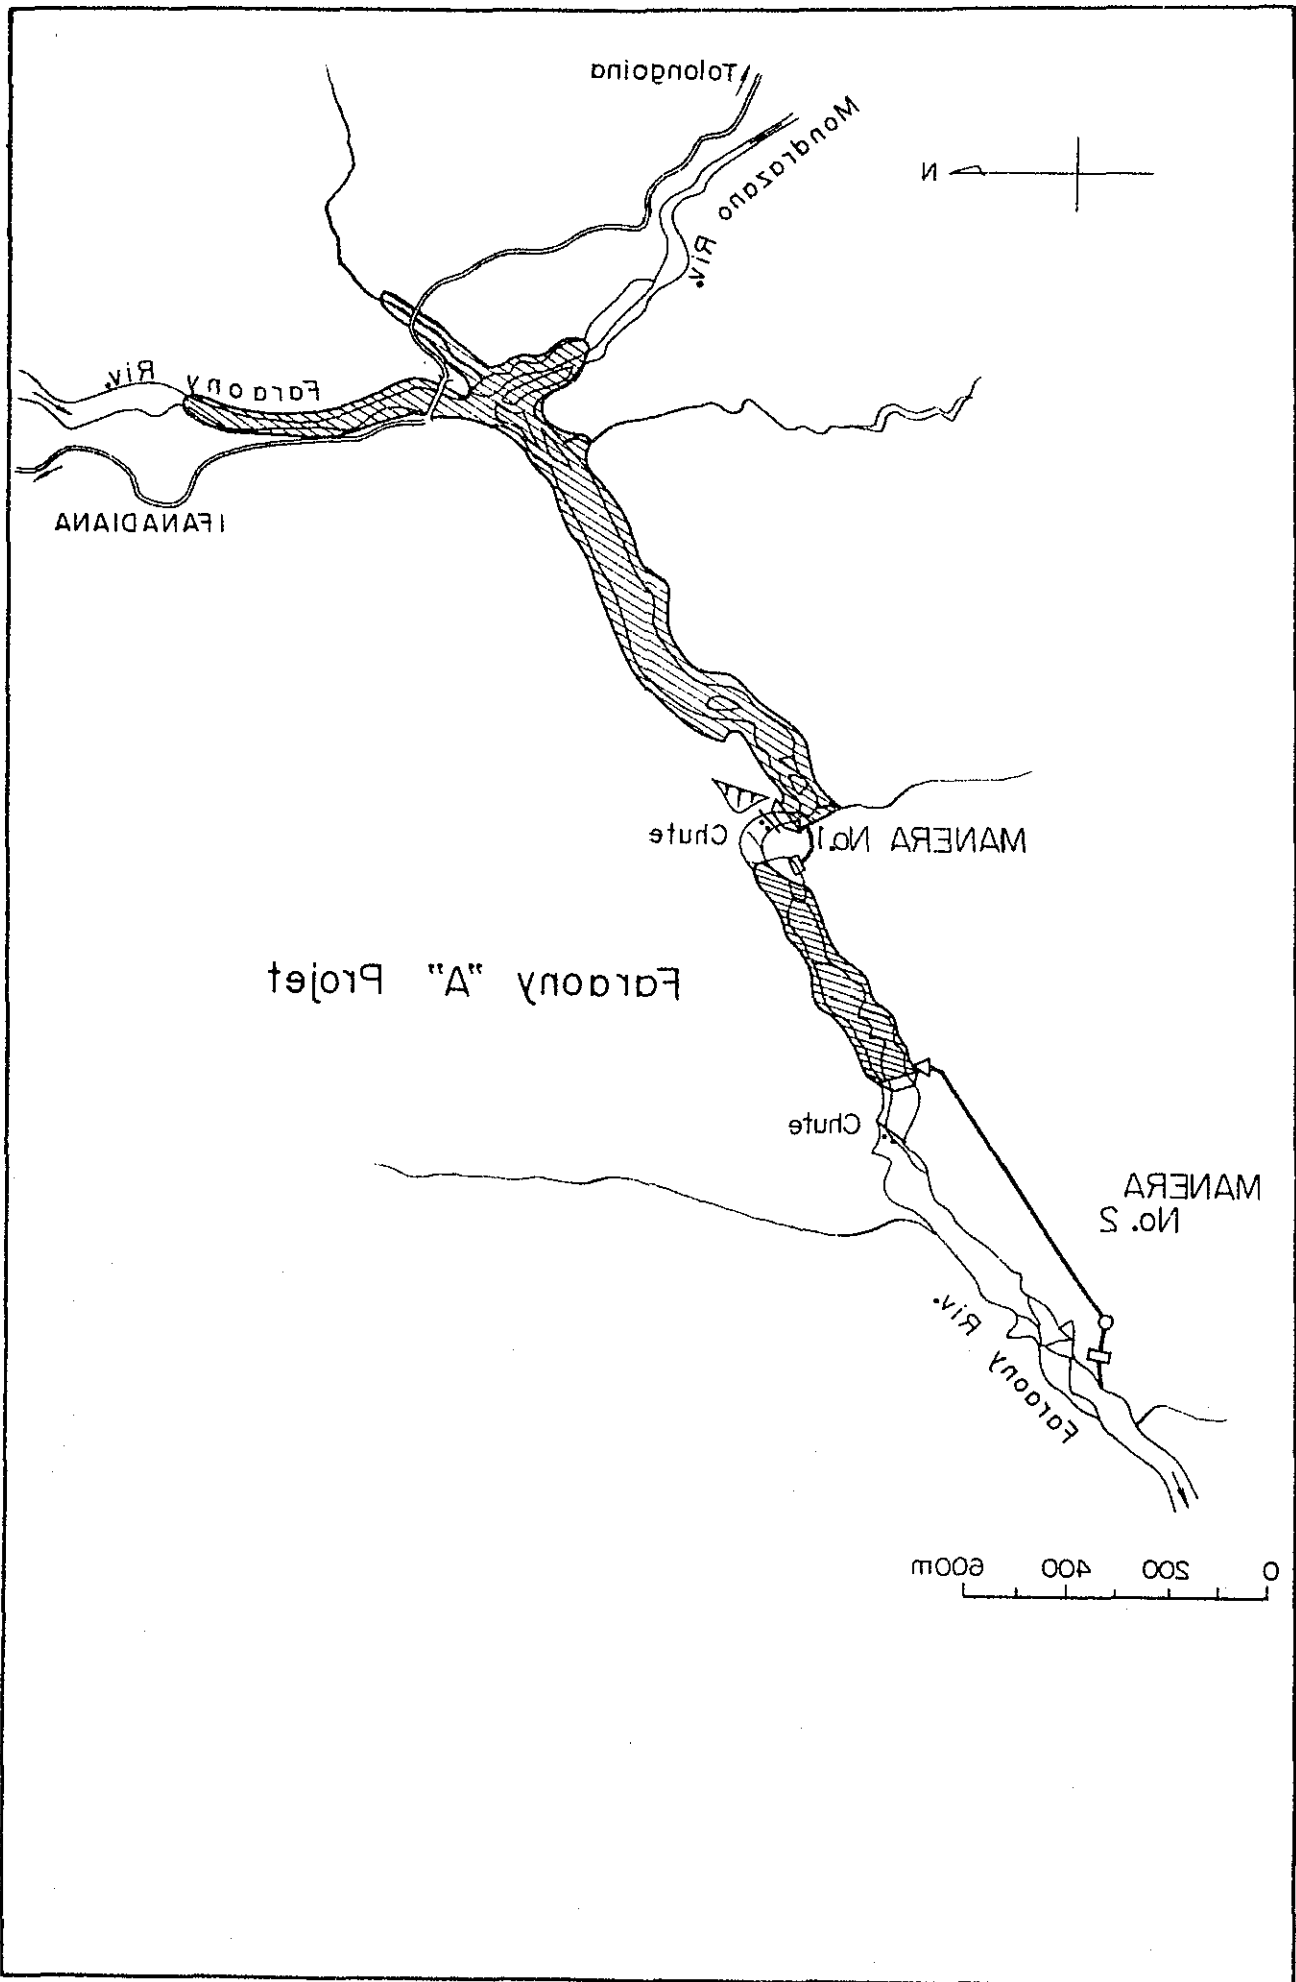 Tolongoina
Mondrazano Riv.
N
Faraony Riv.
IFANADIANA
Chute
MANERA No.1
Faraony "A" Projet
Chute
MANERA
No. 2
Faraony Riv.
0 200 400 600m